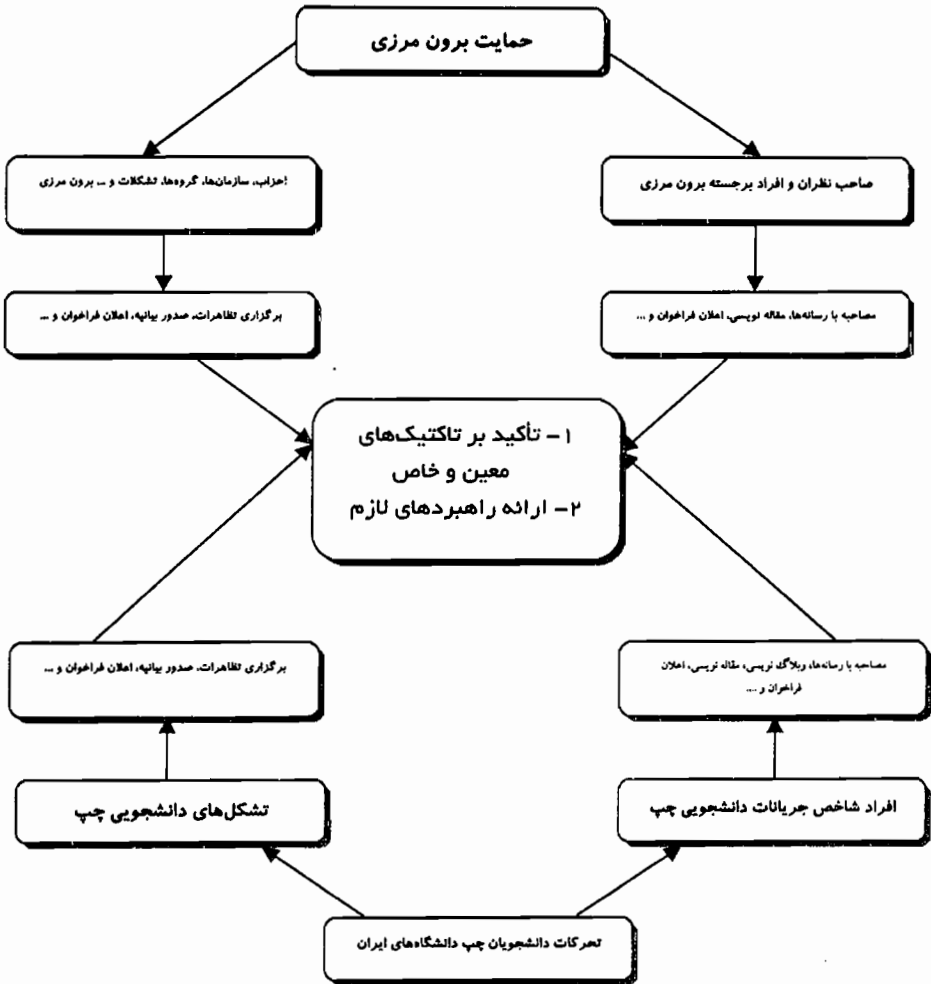 حمایت برون مرزی
صاحب نظران و افراد برجسته برون مرزی
احزاب، سازمان‌ها، گروه‌ها، تشکلات و ... برون مرزی
مصاحبه با رسانه‌ها، مقاله نویسی، اعلان فراخوان و ...
برگزاری تظاهرات، صدور بیانیه، اعلان فراخوان و ...
۱- تأکید بر تاکتیک‌های
معین و خاص
۲- ارائه راهبردهای لازم
مصاحبه با رسانه‌ها، وبلاگ نویسی، مقاله نویسی، اعلان
فراخوان و ....
برگزاری تظاهرات، صدور بیانیه، اعلان فراخوان و ...
افراد شاخص جریانات دانشجویی چپ
تشکل‌های دانشجویی چپ
تحرکات دانشجویان چپ دانشگاه‌های ایران